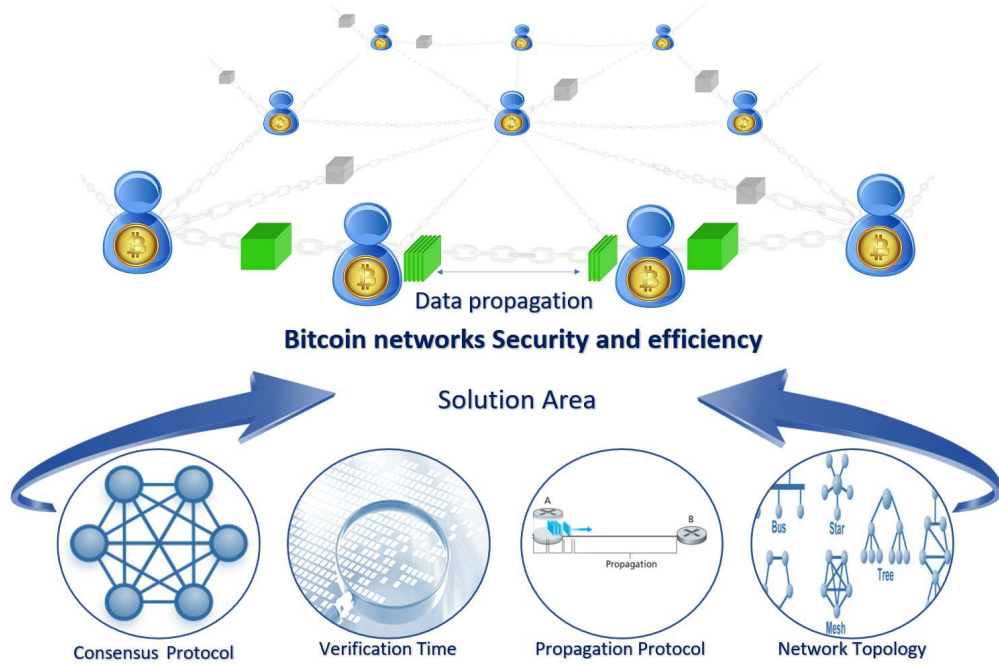 Data propagation
Bitcoin networks Security and efficiency
Solution Area
A
B
Propagation
Bus
Star
Tree
Mesh
Consensus Protocol
Verification Time
Propagation Protocol
Network Topology